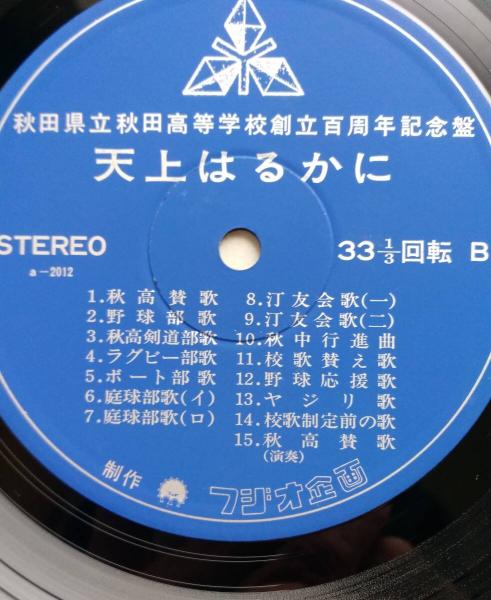 秋田県立秋田高等学校創立百周年記念盤
天上はるかに
STEREO
a-2012
33 1/3 回転 B
1.秋高賛歌
2.野球部歌
3.秋高剣道部歌
4.ラグビー部歌
5.ボート部歌
6.庭球部歌(イ)
7.庭球部歌(ロ)
8.汀友会歌(一)
9.汀友会歌(二)
10.秋中行進曲
11.校歌賛え歌
12.野球応援歌
13.ヤジリ歌
14.校歌制定前の歌
15.秋高賛歌
(演奏)
制作 フジオ企画